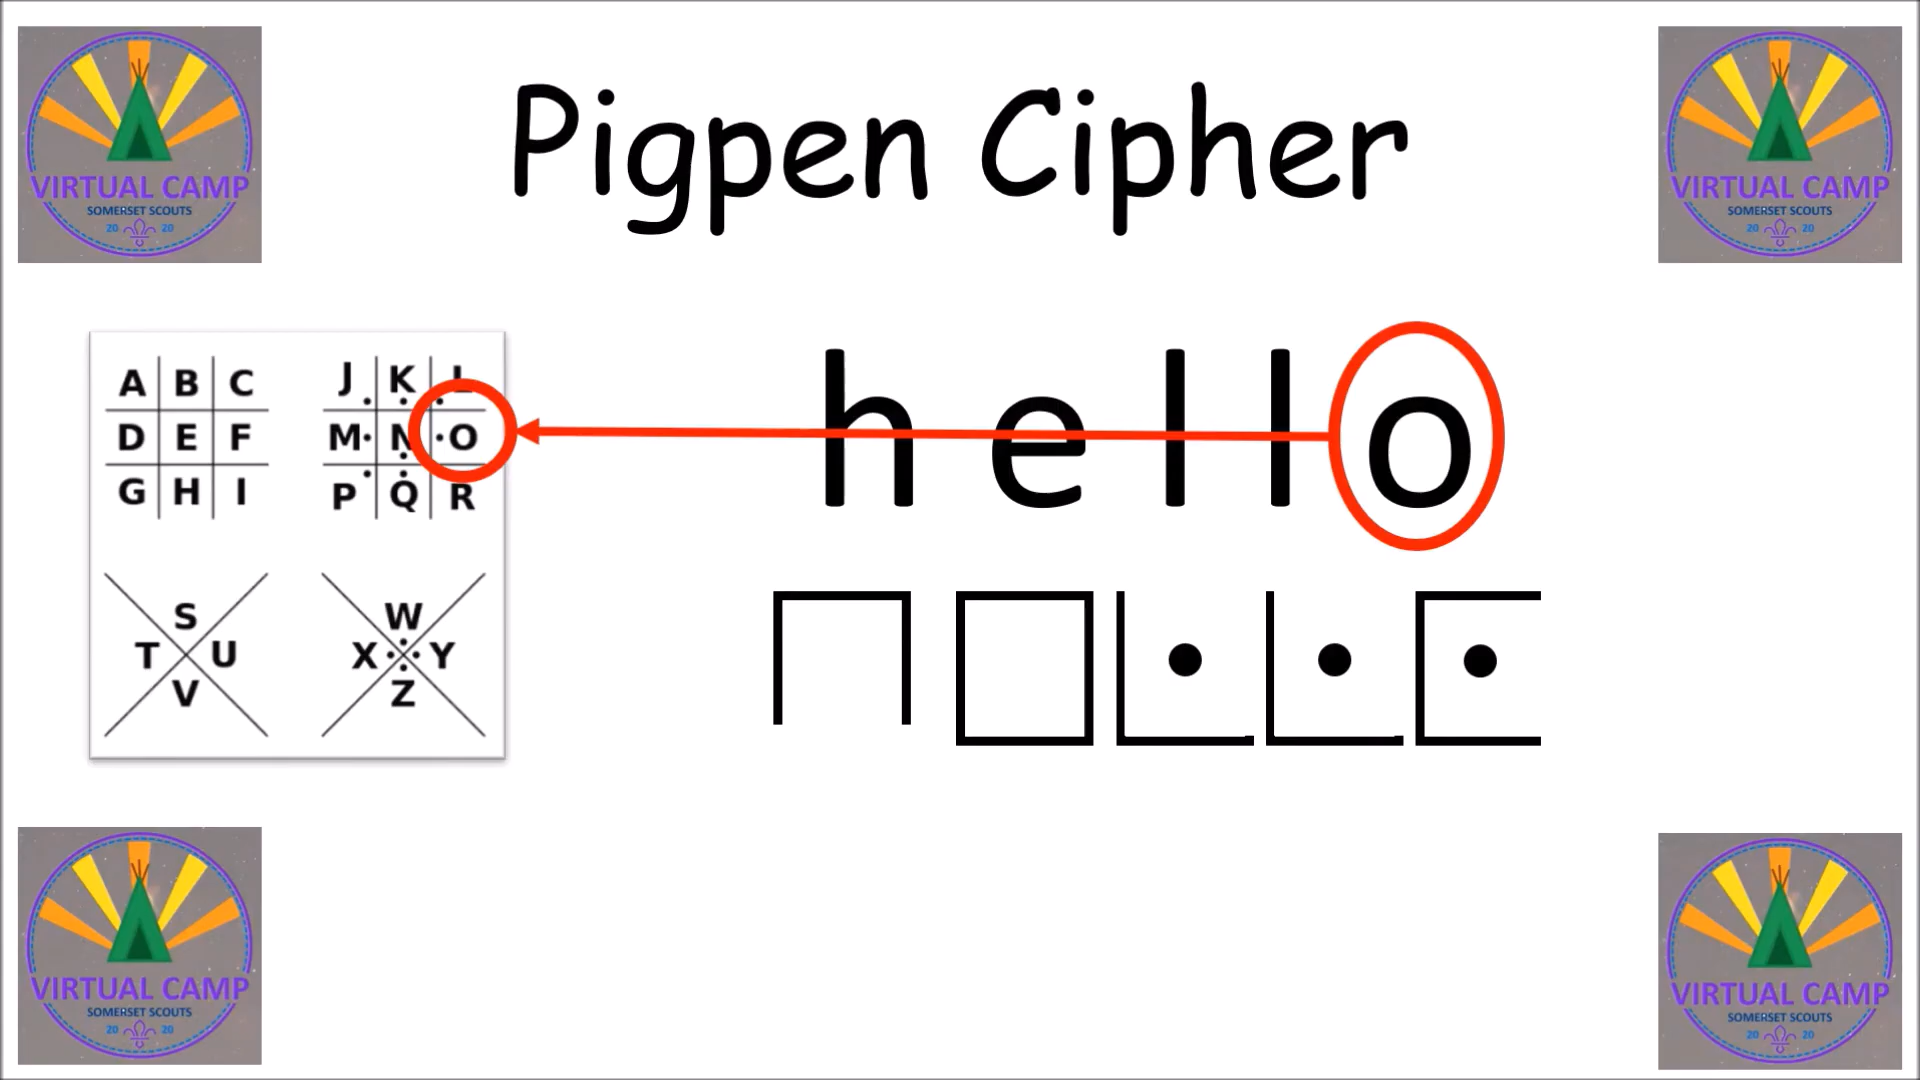 Pigpen Cipher
VIRTUAL CAMP
SOMERSET SCOUTS
20 20
VIRTUAL CAMP
SOMERSET SCOUTS
20 20
A B C
D E F
G H I
J K L
M N O
P Q R
S
T U
V
W
X Y
Z
hello
VIRTUAL CAMP
SOMERSET SCOUTS
20 20
VIRTUAL CAMP
SOMERSET SCOUTS
20 20